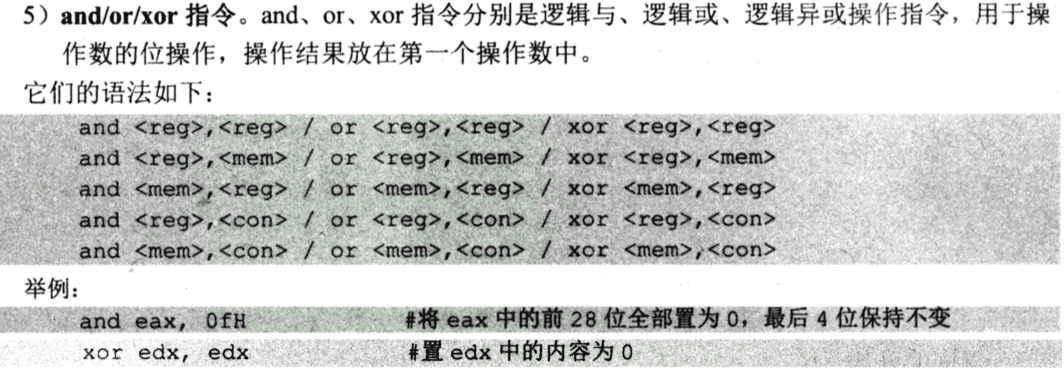 5）and/or/xor 指令。and、or、xor 指令分别是逻辑与、逻辑或、逻辑异或操作指令，用于操
作数的位操作，操作结果放在第一个操作数中。
它们的语法如下：
and <reg>,<reg> / or <reg>,<reg> / xor <reg>,<reg>
and <reg>,<mem> / or <reg>,<mem> / xor <reg>,<mem>
and <mem>,<reg> / or <mem>,<reg> / xor <mem>,<reg>
and <reg>,<con> / or <reg>,<con> / xor <reg>,<con>
and <mem>,<con> / or <mem>,<con> / xor <mem>,<con>
举例：
and eax, 0fH #将 eax 中的前 28 位全部置为 0，最后 4 位保持不变
xor edx, edx #置 edx 中的内容为 0